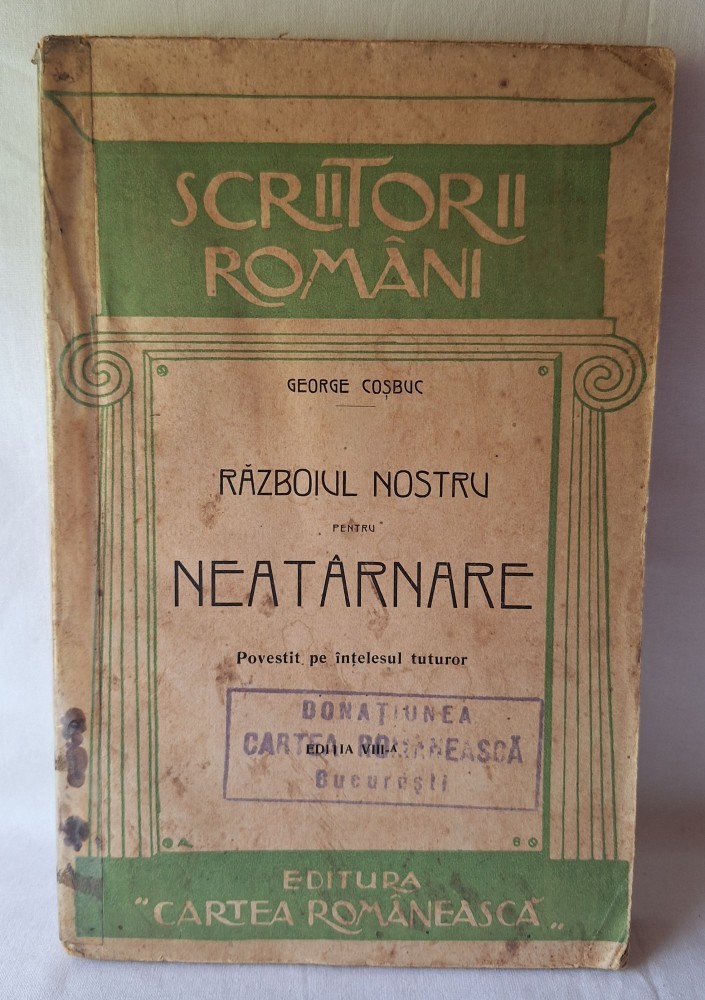 SCRIITORII
ROMÂNI
GEORGE COȘBUC
RĂZBOIUL NOSTRU
PENTRU
NEATÂRNARE
Povestit pe înțelesul tuturor
DONAȚIUNEA
CARTEA ROMANEASCĂ
EDIȚIA VIII-A
București
EDITURA
"CARTEA ROMÂNEASCĂ„